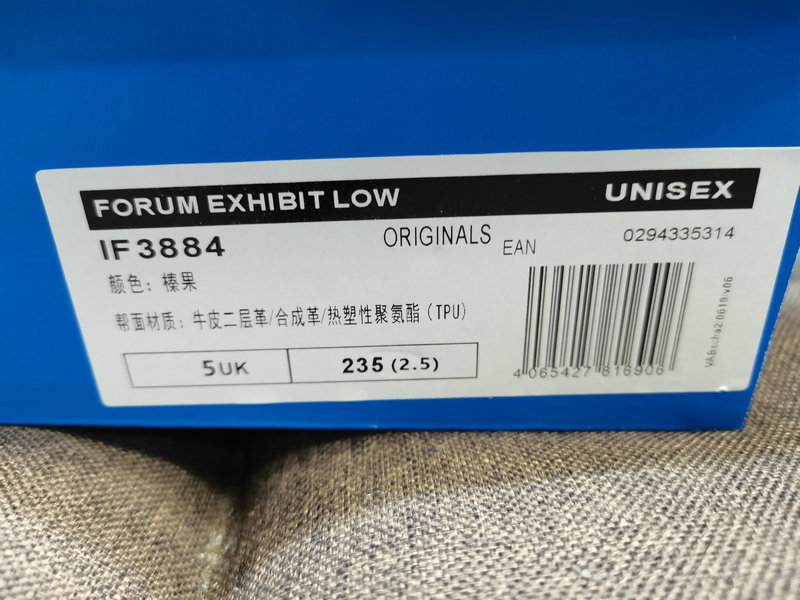 FORUM EXHIBIT LOW UNISEX
IF3884 ORIGINALS EAN 0294335314
颜色：榛果
帮面材质：牛皮二层革/合成革/热塑性聚氨酯（TPU）
5UK 235 (2.5)
4 065427 816906